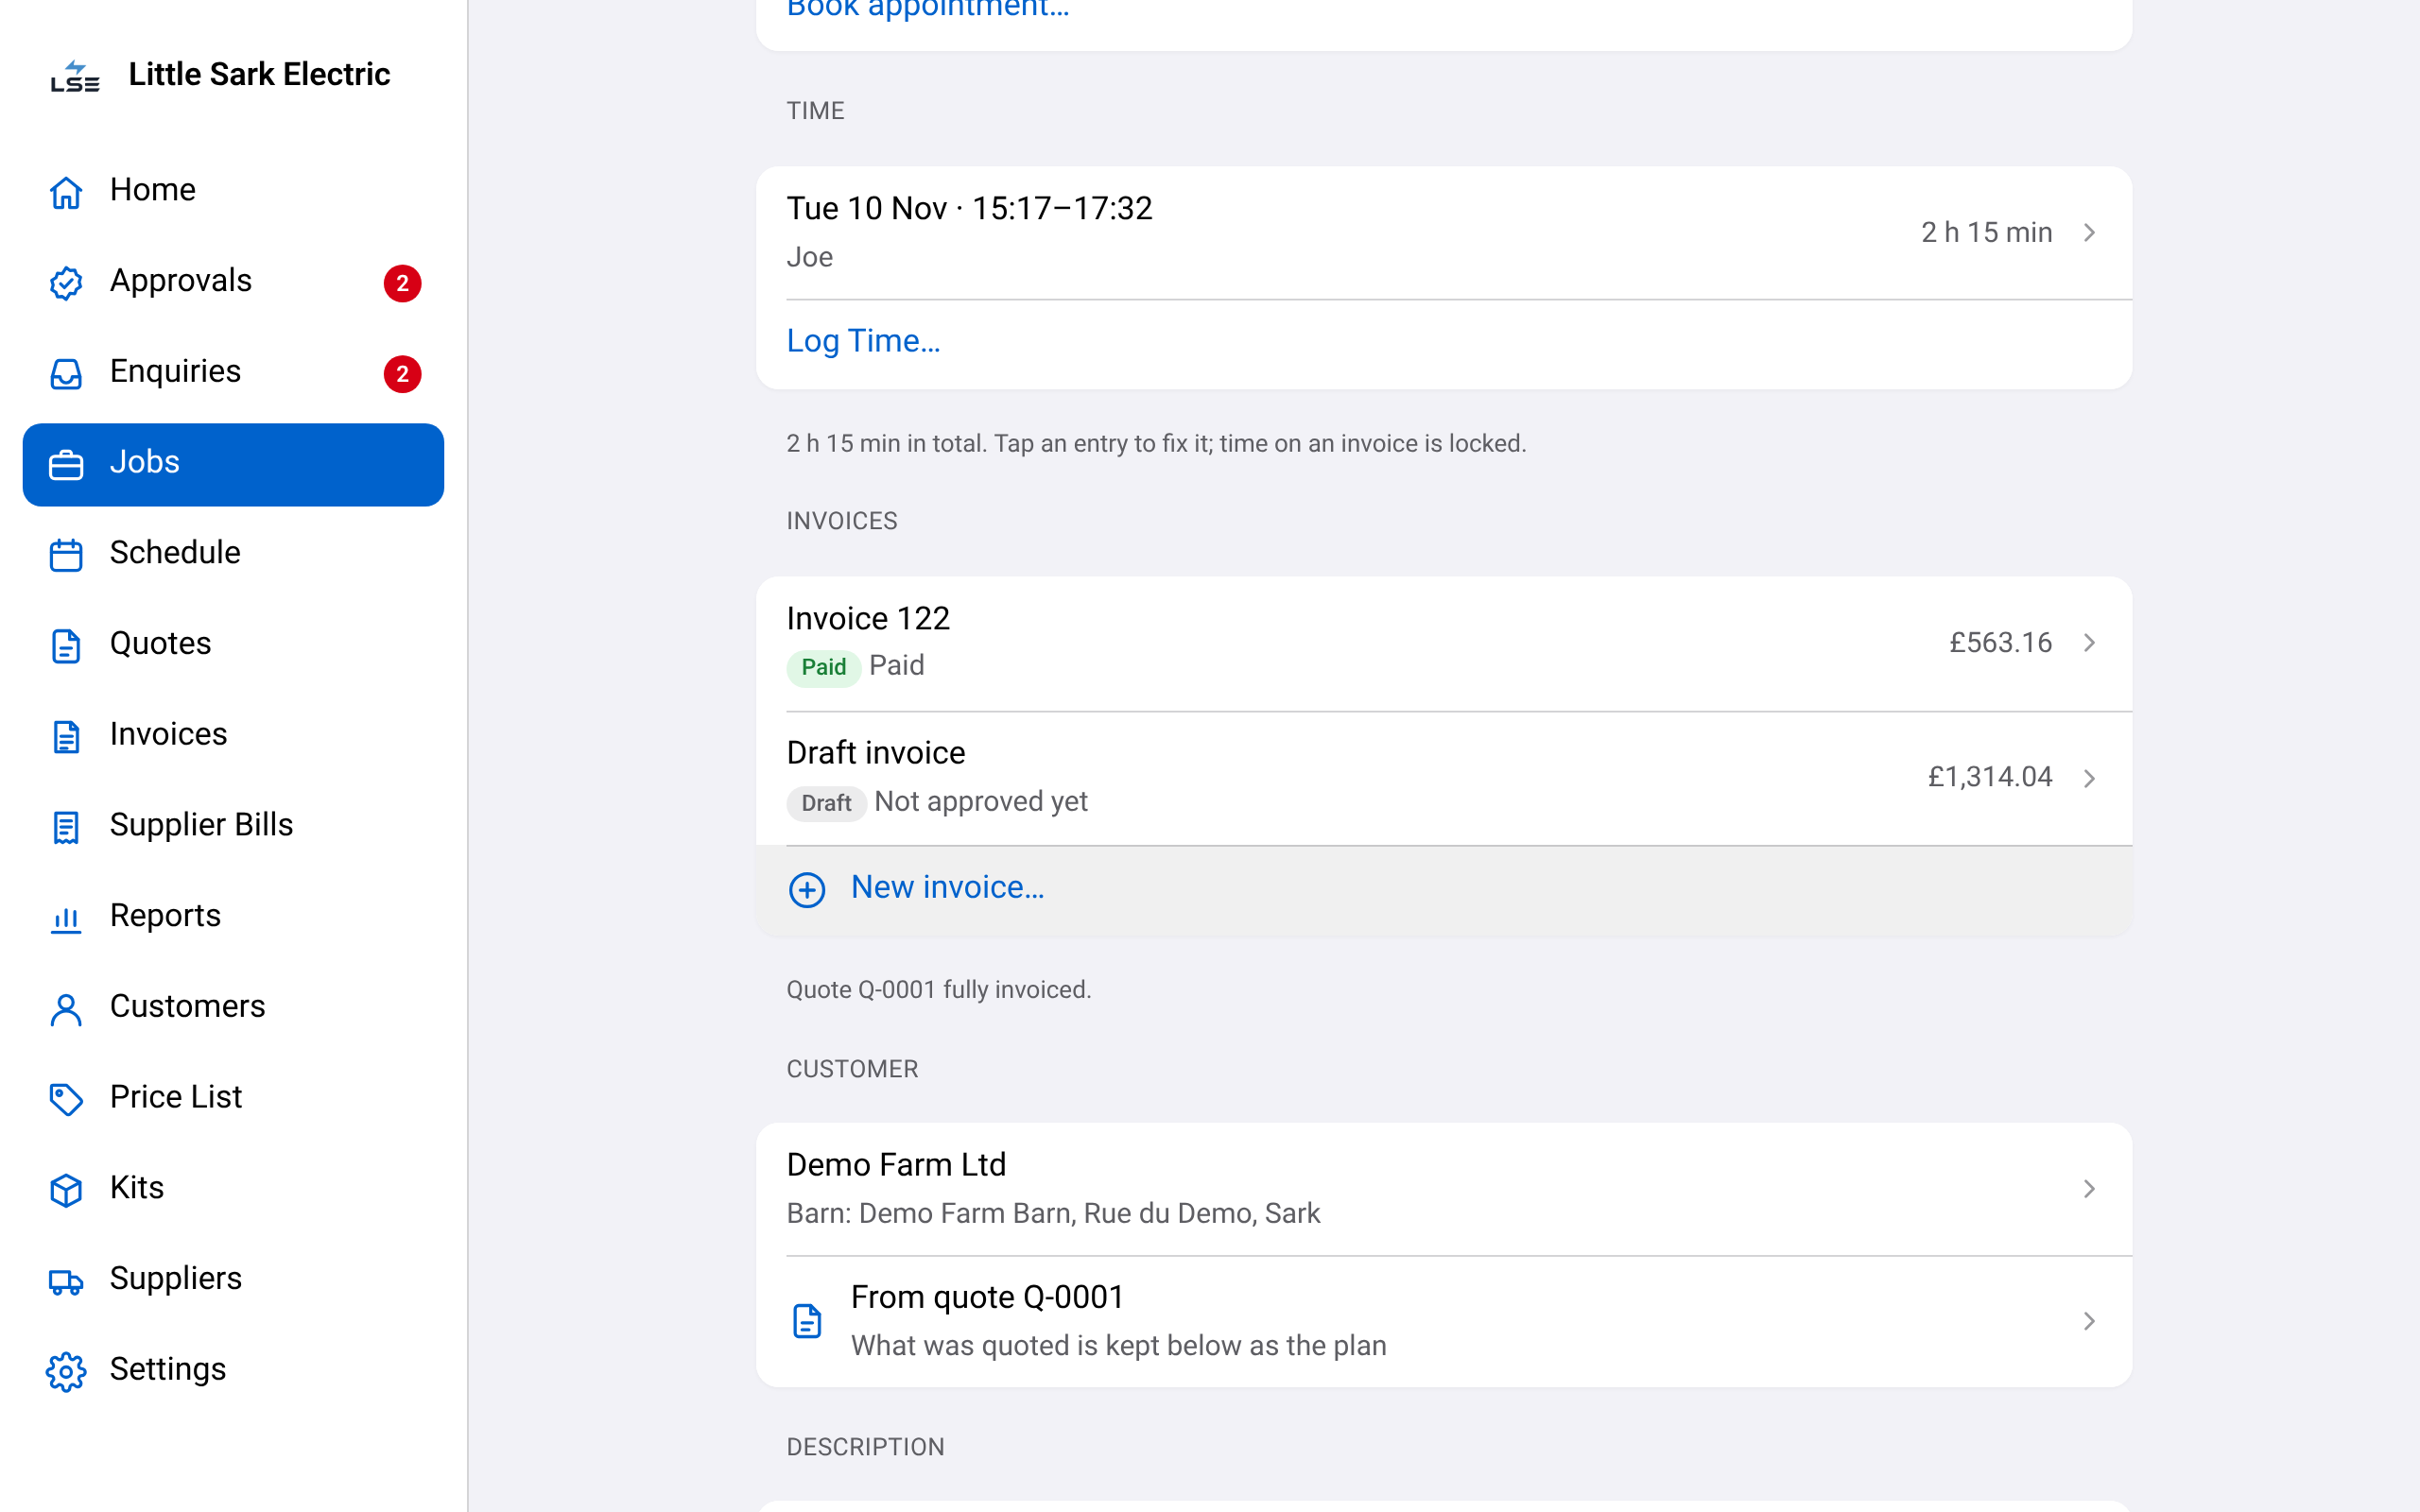 LSE
Little Sark Electric
Home
Approvals 2
Enquiries 2
Jobs
Schedule
Quotes
Invoices
Supplier Bills
Reports
Customers
Price List
Kits
Suppliers
Settings
Book appointment...
TIME
Tue 10 Nov · 15:17–17:32
Joe
2 h 15 min
Log Time...
2 h 15 min in total. Tap an entry to fix it; time on an invoice is locked.
INVOICES
Invoice 122
Paid Paid
£563.16
Draft invoice
Draft Not approved yet
£1,314.04
New invoice...
Quote Q-0001 fully invoiced.
CUSTOMER
Demo Farm Ltd
Barn: Demo Farm Barn, Rue du Demo, Sark
From quote Q-0001
What was quoted is kept below as the plan
DESCRIPTION